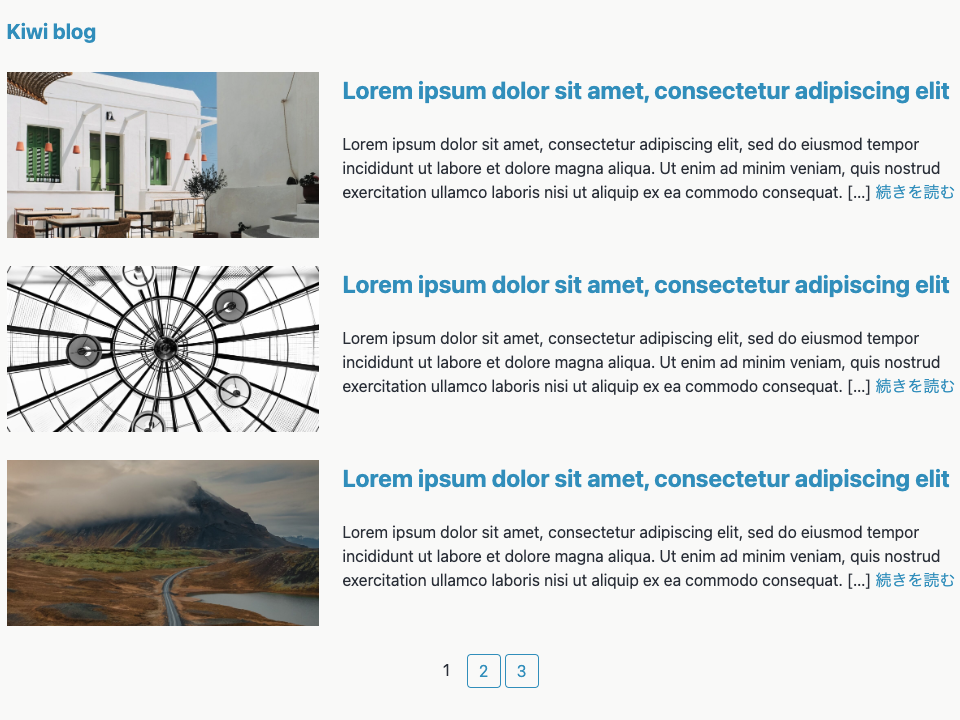 Kiwi blog
Lorem ipsum dolor sit amet, consectetur adipiscing elit
Lorem ipsum dolor sit amet, consectetur adipiscing elit, sed do eiusmod tempor
incididunt ut labore et dolore magna aliqua. Ut enim ad minim veniam, quis nostrud
exercitation ullamco laboris nisi ut aliquip ex ea commodo consequat. [...] 続きを読む
Lorem ipsum dolor sit amet, consectetur adipiscing elit
Lorem ipsum dolor sit amet, consectetur adipiscing elit, sed do eiusmod tempor
incididunt ut labore et dolore magna aliqua. Ut enim ad minim veniam, quis nostrud
exercitation ullamco laboris nisi ut aliquip ex ea commodo consequat. [...] 続きを読む
Lorem ipsum dolor sit amet, consectetur adipiscing elit
Lorem ipsum dolor sit amet, consectetur adipiscing elit, sed do eiusmod tempor
incididunt ut labore et dolore magna aliqua. Ut enim ad minim veniam, quis nostrud
exercitation ullamco laboris nisi ut aliquip ex ea commodo consequat. [...] 続きを読む
1 2 3